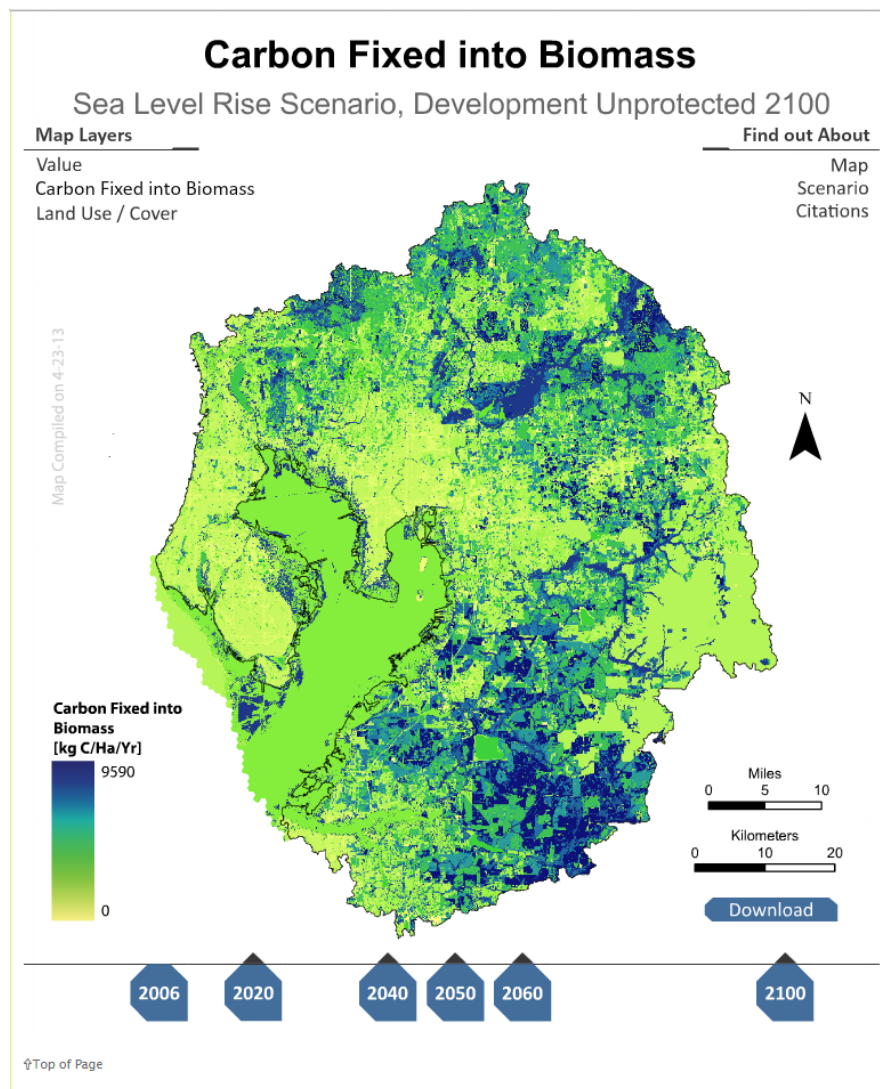 Carbon Fixed into Biomass
Sea Level Rise Scenario, Development Unprotected 2100
Map Layers
Value
Carbon Fixed into Biomass
Land Use / Cover
Find out About
Map
Scenario
Citations
Map Compiled on 4-23-13
N
Carbon Fixed into
Biomass
[kg C/Ha/Yr]
9590
0
Miles
0 5 10
Kilometers
0 10 20
Download
2006 2020 2040 2050 2060 2100
⇧Top of Page